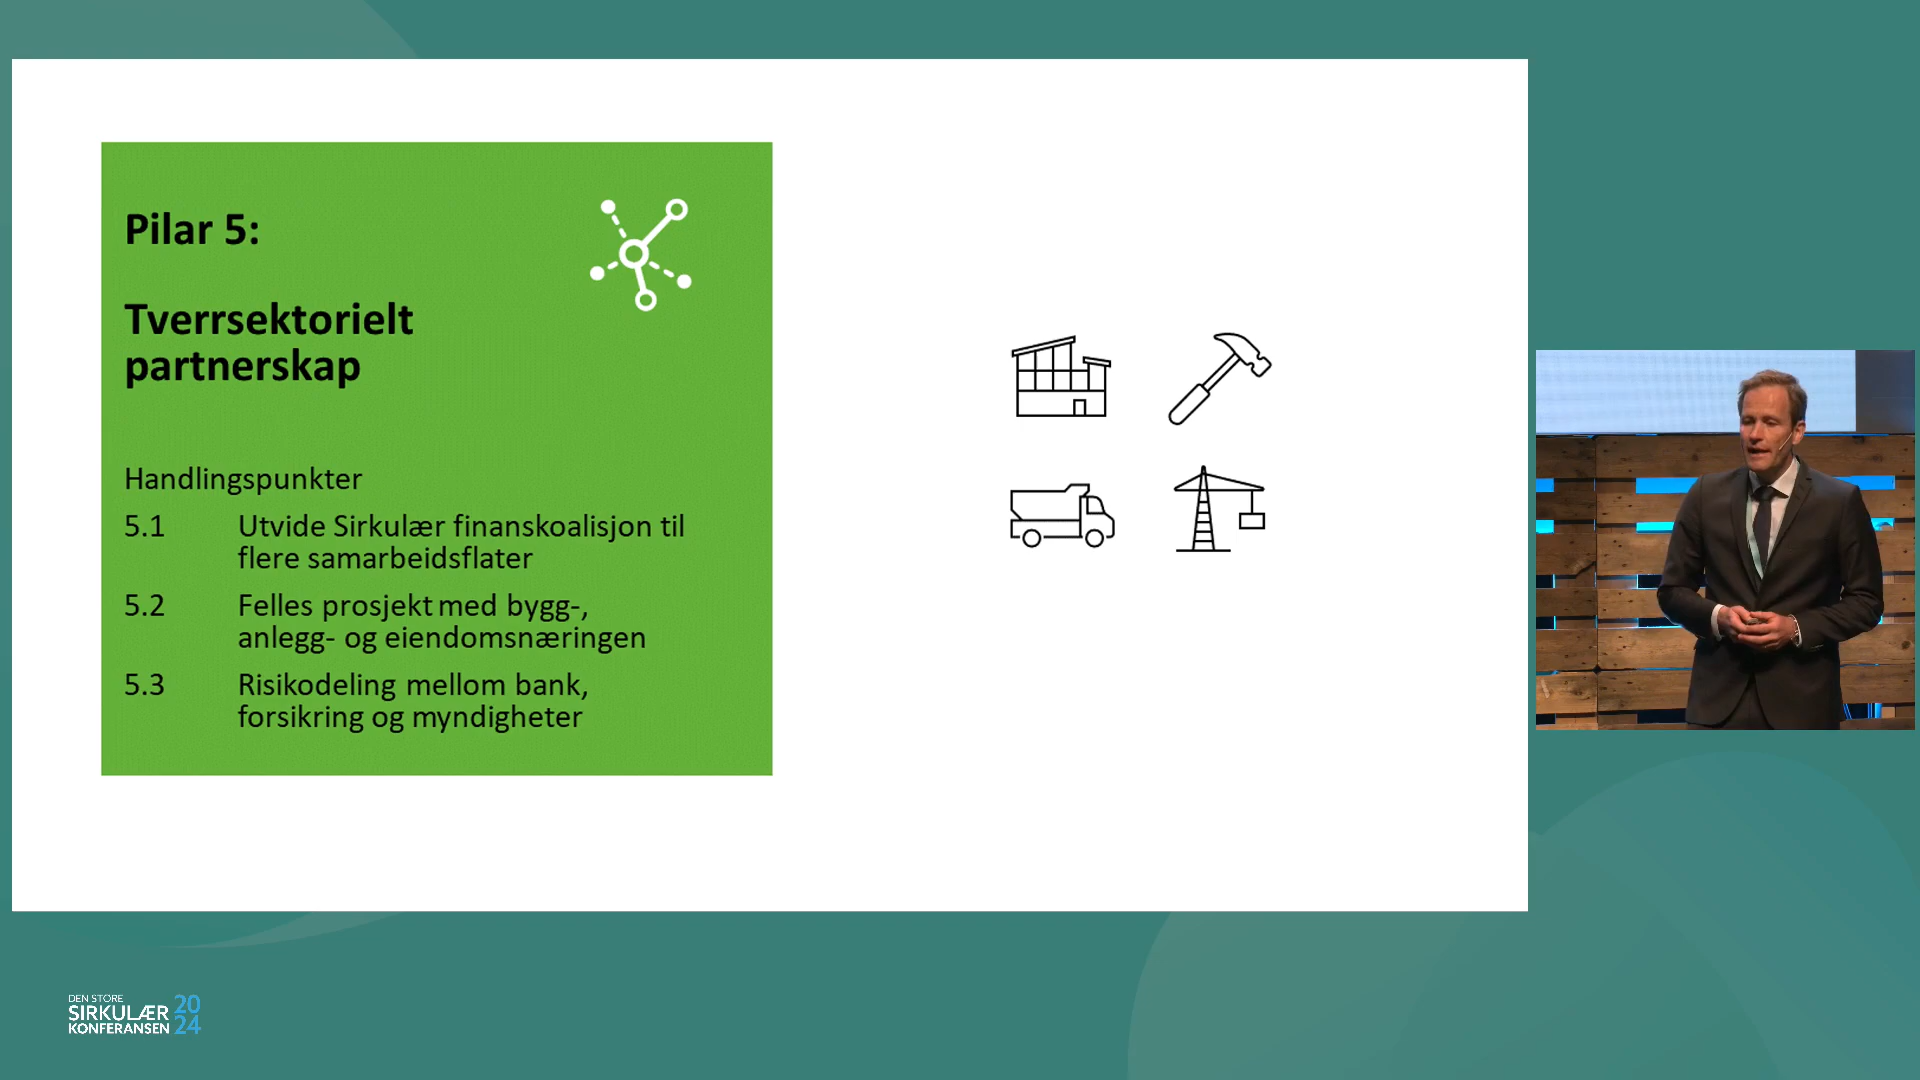 Pilar 5:
Tverrsektorielt
partnerskap
Handlingspunkter
5.1 Utvide Sirkulær finanskoalisjon til
flere samarbeidsflater
5.2 Felles prosjekt med bygg-,
anlegg- og eiendomsnæringen
5.3 Risikodeling mellom bank,
forsikring og myndigheter
DEN STORE
SIRKULÆR 20
KONFERANSEN 24